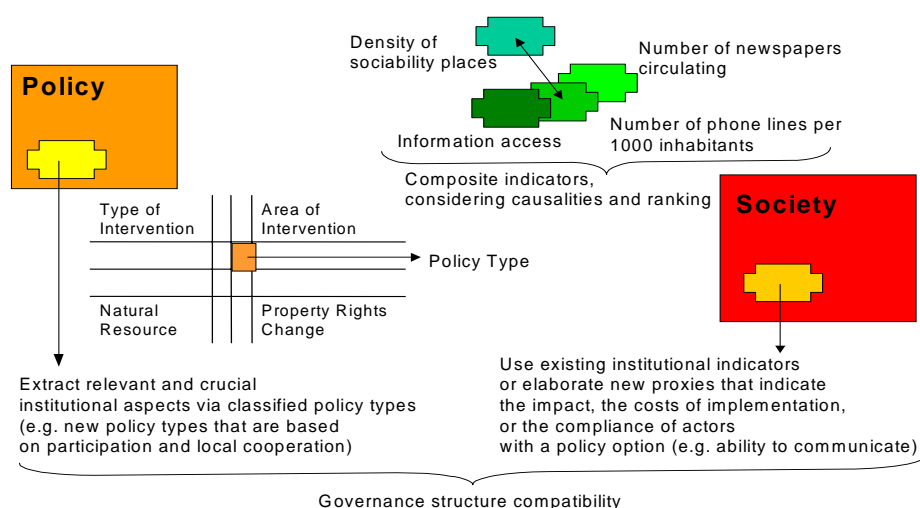 Density of
sociability places
Number of newspapers
circulating
Policy
Information access
Number of phone lines per
1000 inhabitants
Composite indicators,
considering causalities and ranking
Society
Type of
Intervention
Area of
Intervention
Policy Type
Natural
Resource
Property Rights
Change
Extract relevant and crucial
institutional aspects via classified policy types
(e.g. new policy types that are based
on participation and local cooperation)
Use existing institutional indicators
or elaborate new proxies that indicate
the impact, the costs of implementation,
or the compliance of actors
with a policy option (e.g. ability to communicate)
Governance structure compatibility